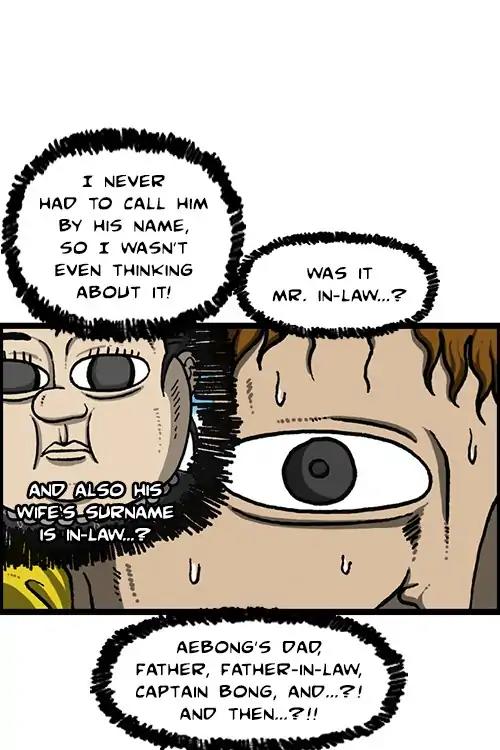 I NEVER
HAD TO CALL HIM
BY HIS NAME,
SO I WASN'T
EVEN THINKING
ABOUT IT!
WAS IT
MR. IN-LAW...?
AND ALSO HIS
WIFE'S SURNAME
IS IN-LAW...?
AEBONG'S DAD,
FATHER, FATHER-IN-LAW,
CAPTAIN BONG, AND...?!
AND THEN...?!!